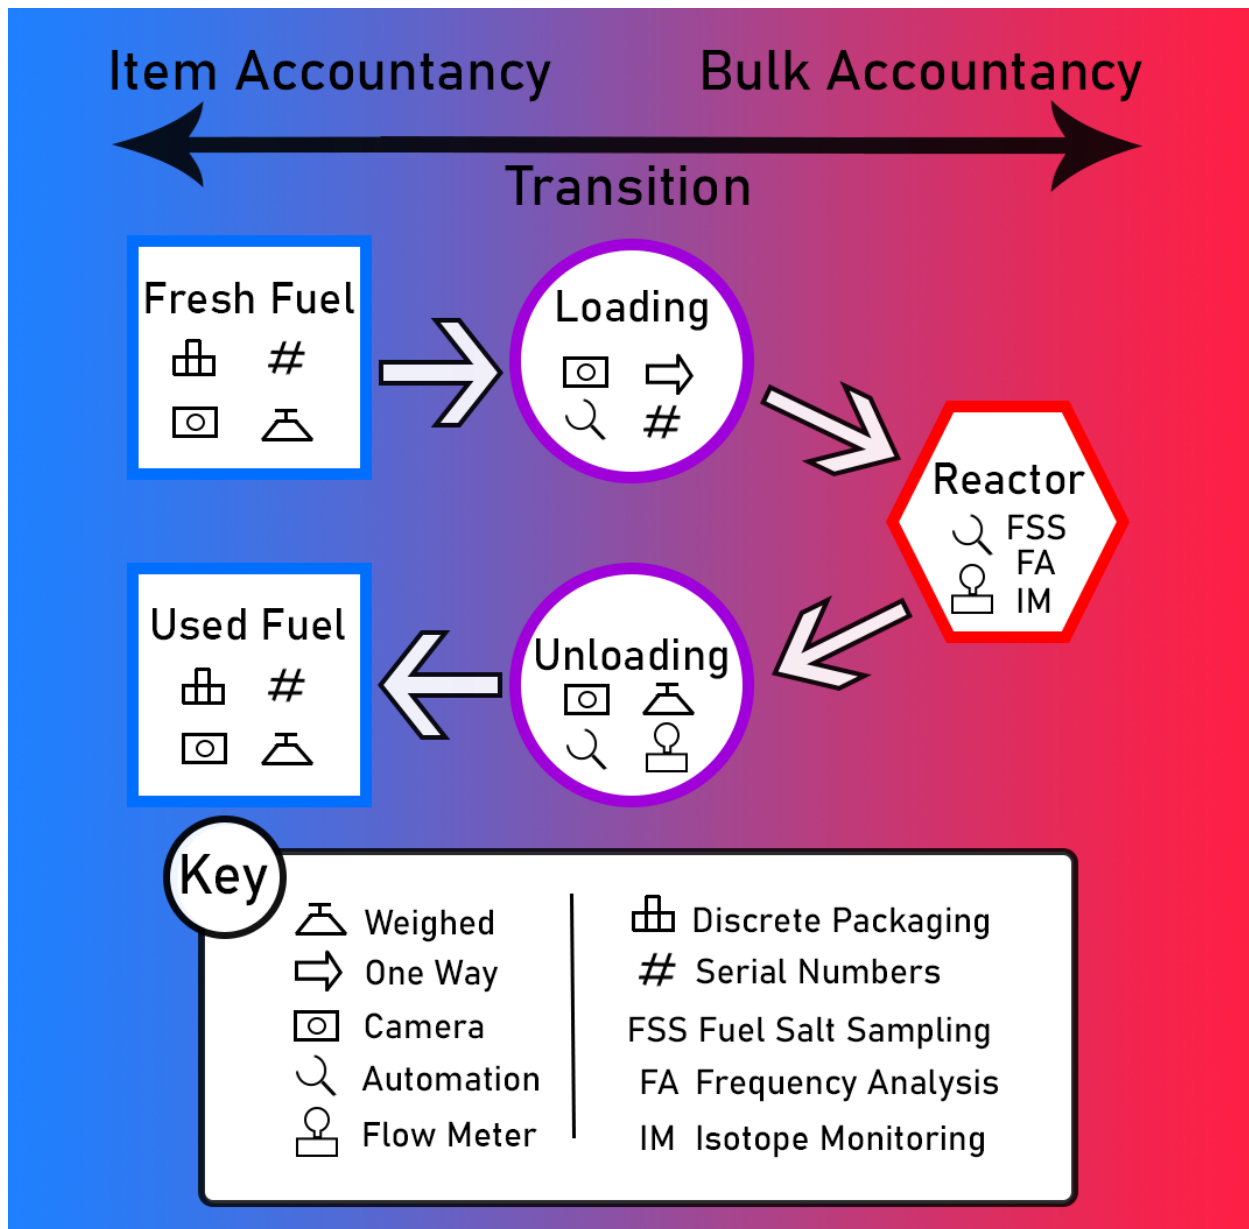 Item Accountancy
Bulk Accountancy
Transition
Fresh Fuel
#
Loading
#
Reactor
FSS
FA
IM
Used Fuel
#
Unloading
Key
Weighed
One Way
Camera
Automation
Flow Meter
Discrete Packaging
# Serial Numbers
FSS Fuel Salt Sampling
FA Frequency Analysis
IM Isotope Monitoring